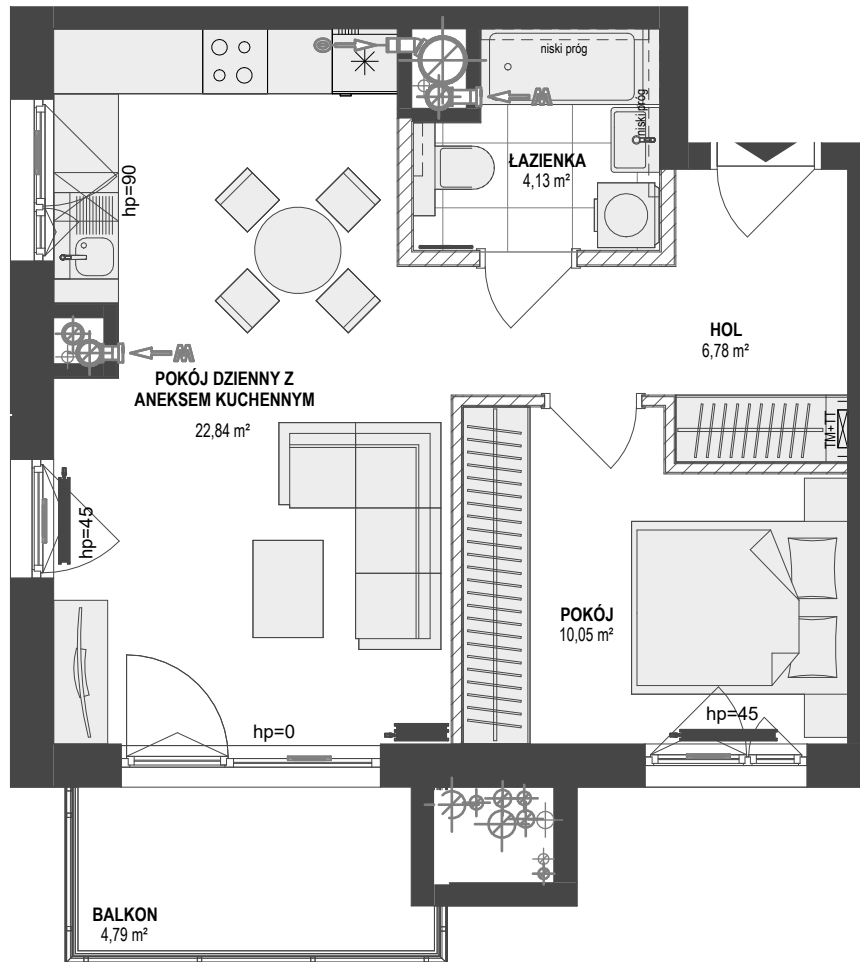 niski próg
niski próg
ŁAZIENKA
4,13 m²
hp=90
HOL
6,78 m²
POKÓJ DZIENNY Z
ANEKSEM KUCHENNYM
22,84 m²
TM+TT
hp=45
POKÓJ
10,05 m²
hp=0
hp=45
BALKON
4,79 m²